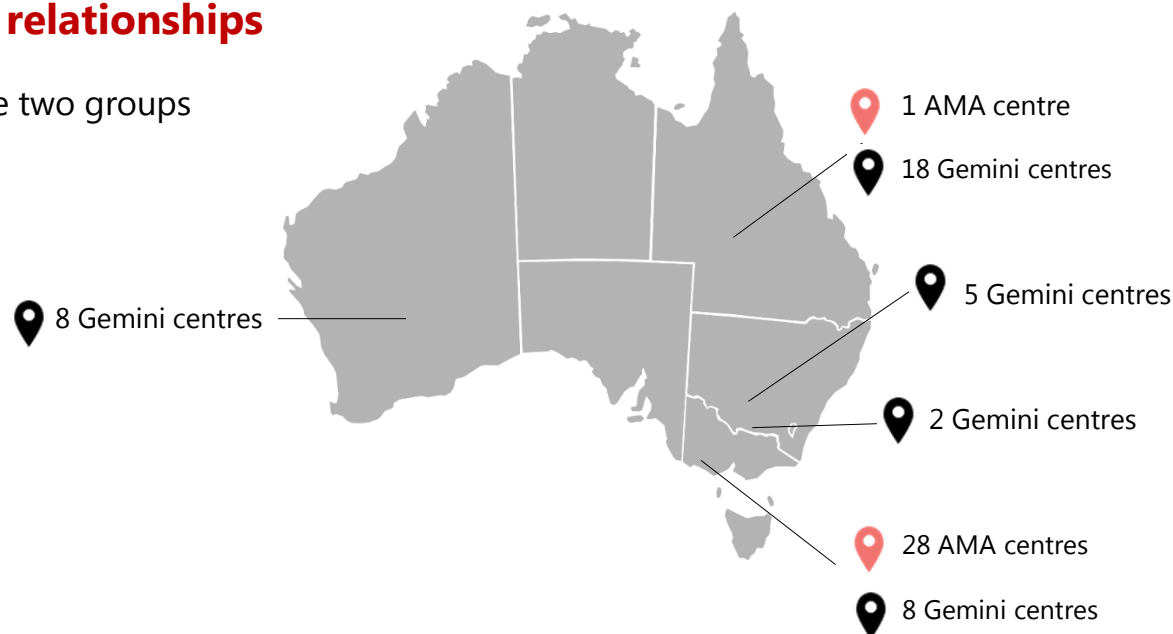 relationships
two groups
1 AMA centre
18 Gemini centres
5 Gemini centres
8 Gemini centres
2 Gemini centres
28 AMA centres
8 Gemini centres